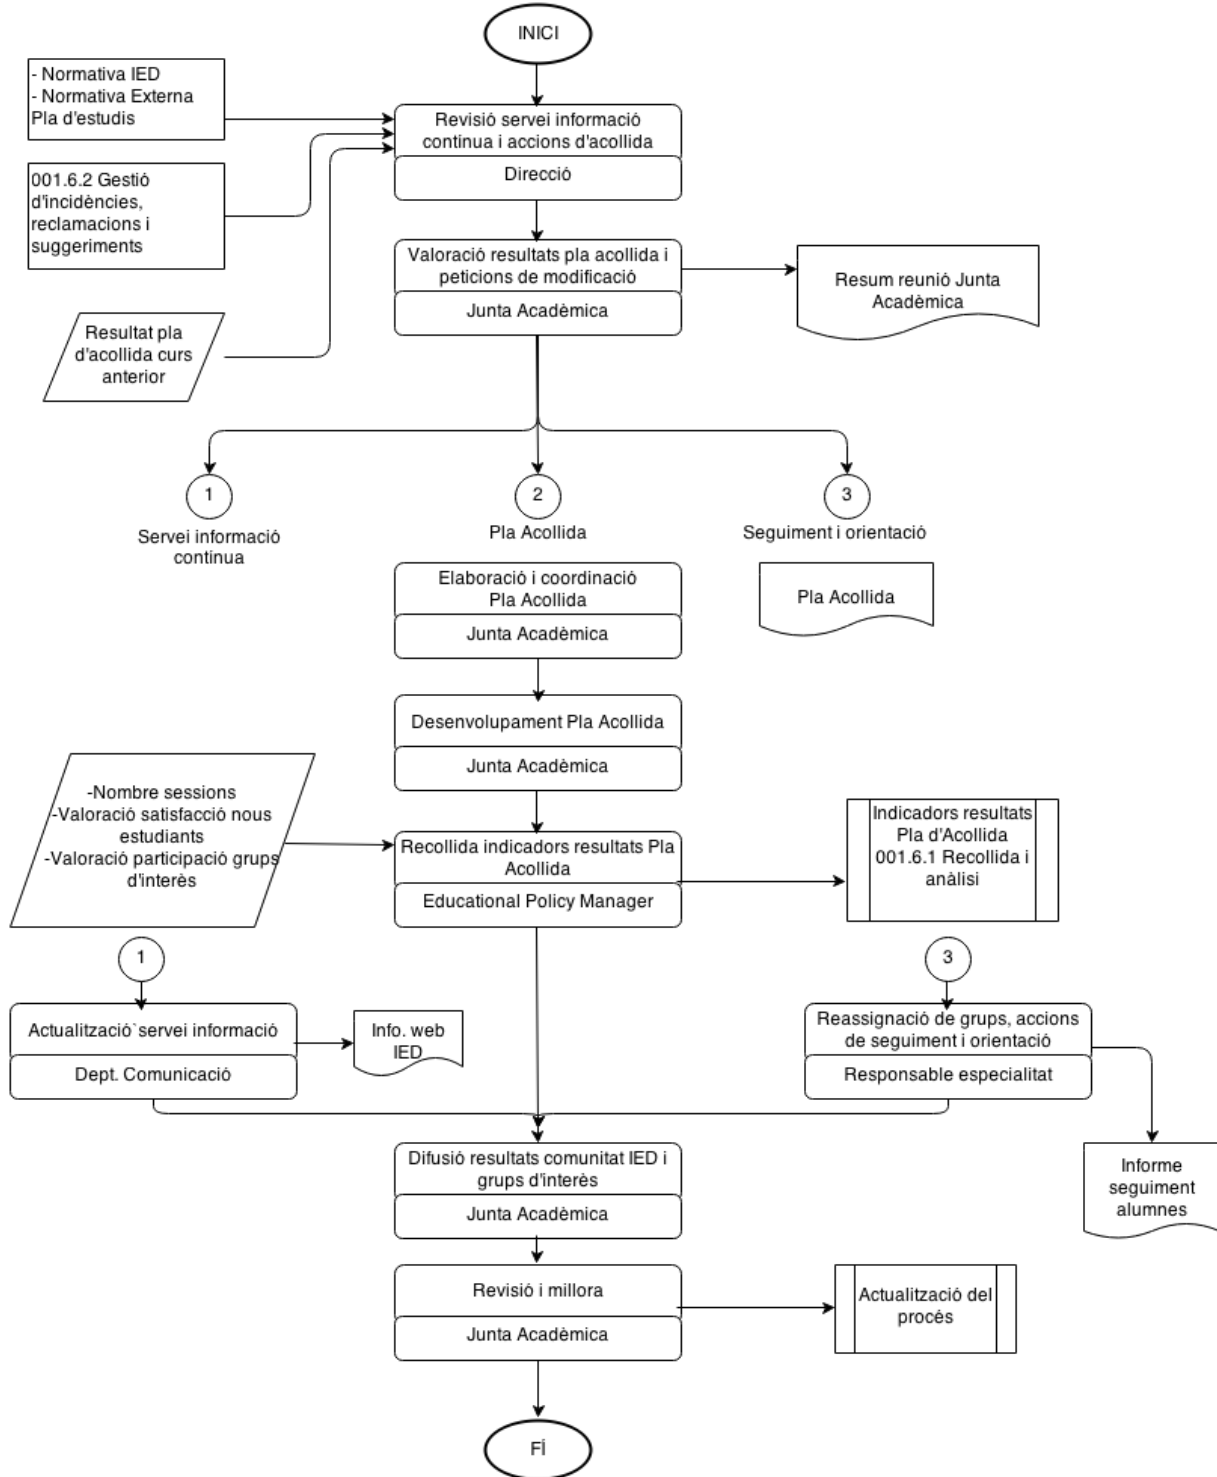 INICI
- Normativa IED
- Normativa Externa
Pla d'estudis
Revisió servei informació
continua i accions d'acollida
Direcció
001.6.2 Gestió
d'incidències,
reclamacions i
suggeriments
Valoració resultats pla acollida i
peticions de modificació
Junta Acadèmica
Resum reunió Junta
Acadèmica
Resultat pla
d'acollida curs
anterior
1
Servei informació
continua
2
Pla Acollida
3
Seguiment i orientació
Elaboració i coordinació
Pla Acollida
Junta Acadèmica
Pla Acollida
Desenvolupament Pla Acollida
Junta Acadèmica
-Nombre sessions
-Valoració satisfacció nous
estudiants
-Valoració participació grups
d'interès
Recollida indicadors resultats Pla
Acollida
Educational Policy Manager
Indicadors resultats
Pla d'Acollida
001.6.1 Recollida i
anàlisi
1
3
Actualització`servei informació
Dept. Comunicació
Info. web
IED
Reassignació de grups, accions
de seguiment i orientació
Responsable especialitat
Difusió resultats comunitat IED i
grups d'interès
Junta Acadèmica
Informe
seguiment
alumnes
Revisió i millora
Junta Acadèmica
Actualització del
procés
FÍ